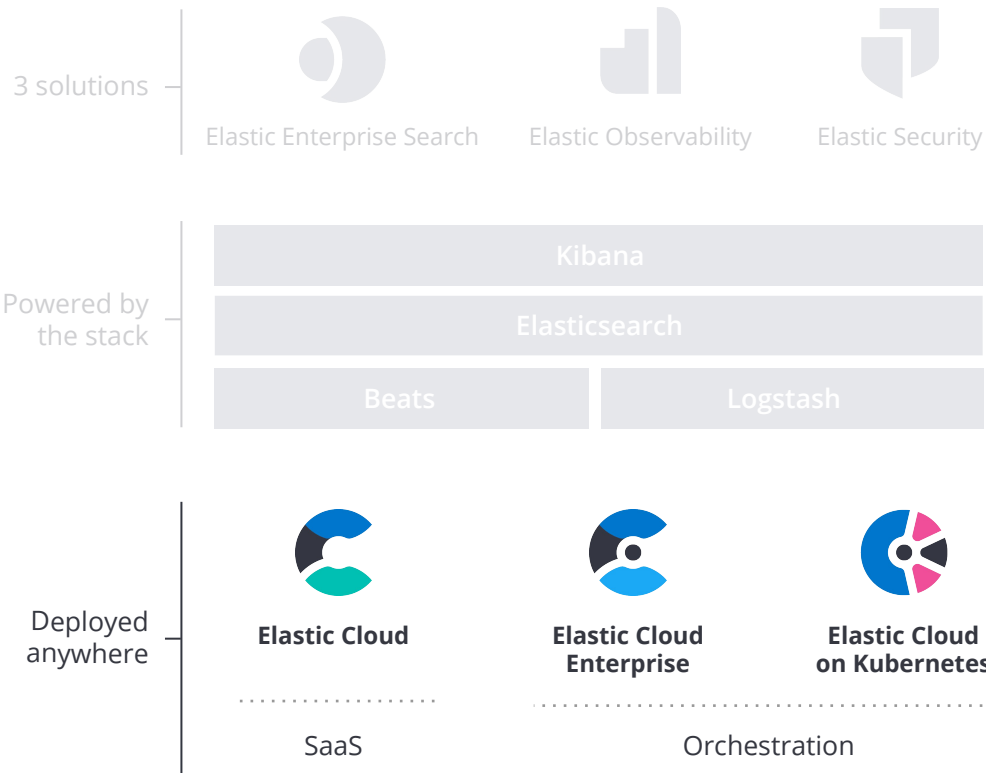 3 solutions
Elastic Enterprise Search
Elastic Observability
Elastic Security
Powered by
the stack
Kibana
Elasticsearch
Beats
Logstash
Deployed
anywhere
Elastic Cloud
Elastic Cloud
Enterprise
Elastic Cloud
on Kubernetes
SaaS
Orchestration